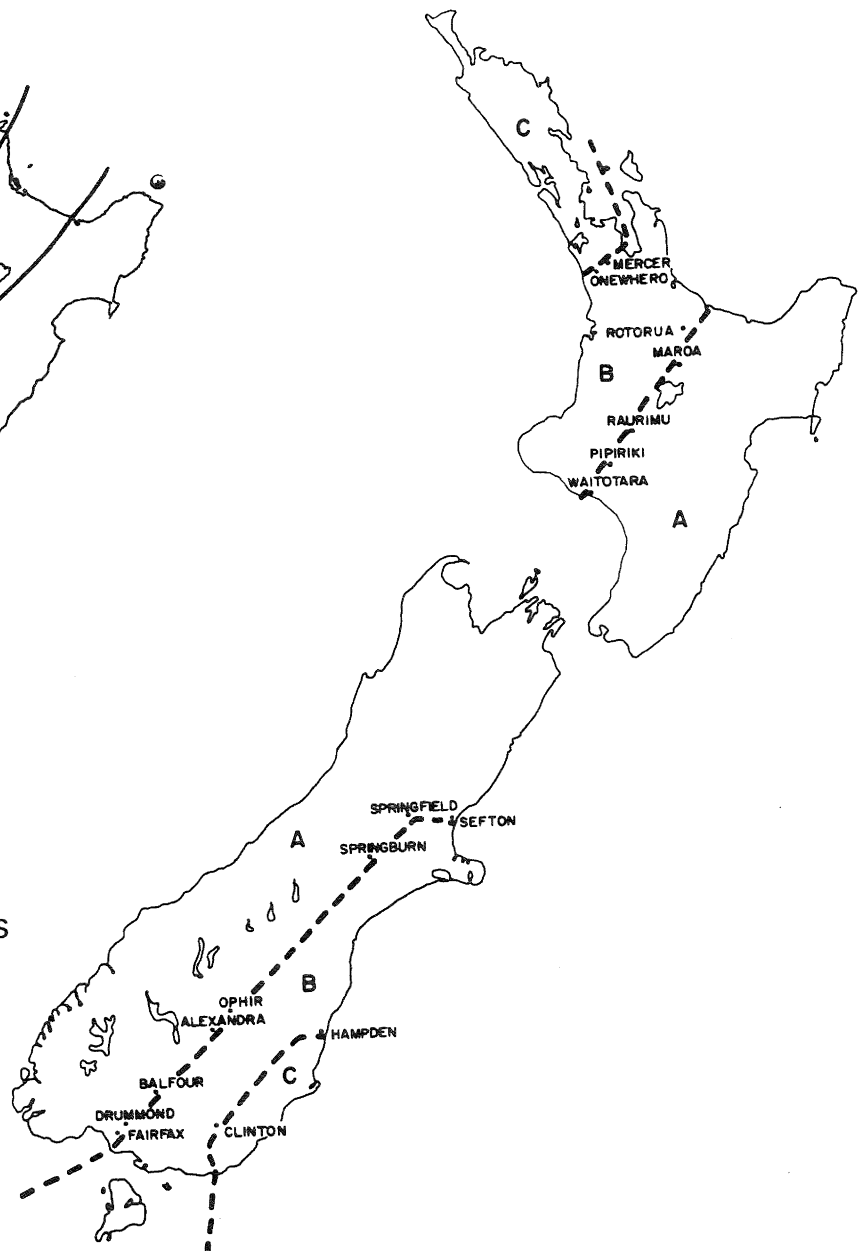 C
MERCER
ONEWHERO
ROTORUA
MAROA
B
RAURIMU
PIPIRIKI
WAITOTARA
A
SPRINGFIELD
SEFTON
A
SPRINGBURN
S
B
OPHIR
ALEXANDRA
HAMPDEN
C
BALFOUR
DRUMMOND
FAIRFAX
CLINTON